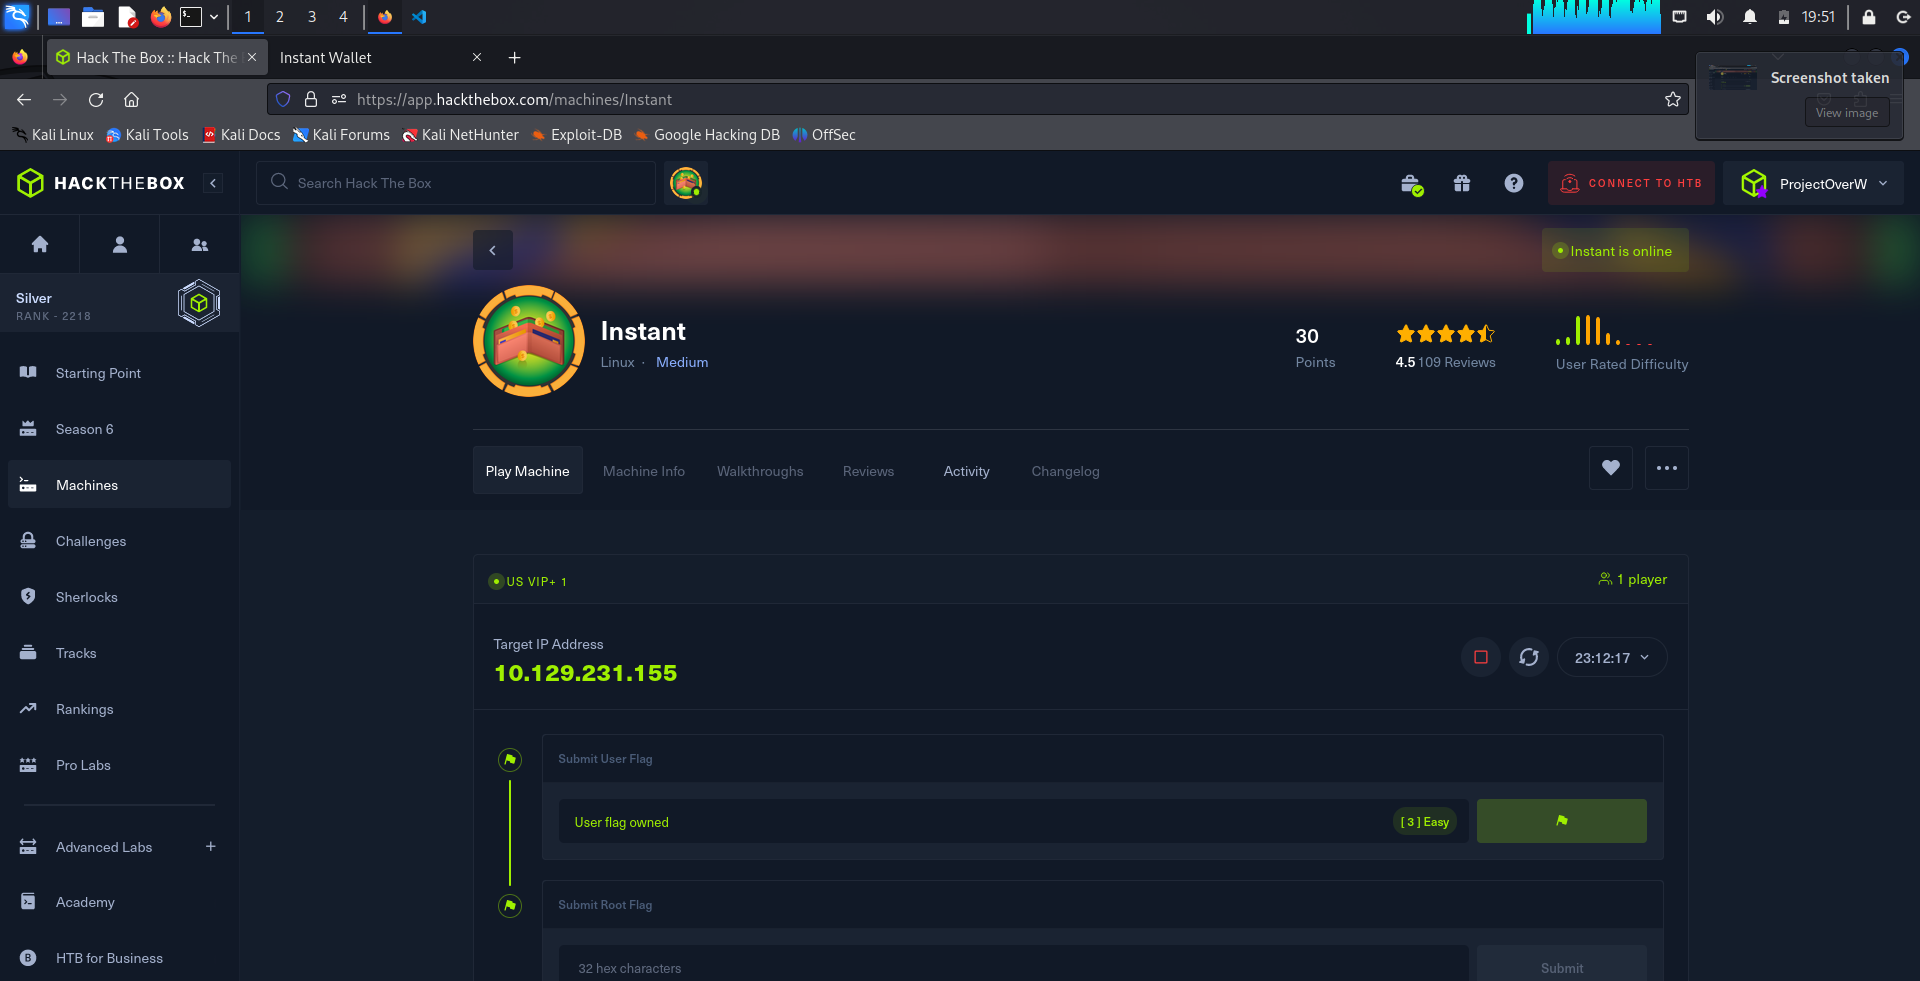 1 2 3 4 19:51
Hack The Box :: Hack The Instant Wallet
https://app.hackthebox.com/machines/Instant
Screenshot taken
View image
Kali Linux Kali Tools Kali Docs Kali Forums Kali NetHunter Exploit-DB Google Hacking DB OffSec
HACKTHEBOX
Search Hack The Box
CONNECT TO HTB
ProjectOverW
Instant is online
Silver
RANK - 2218
Instant
Linux · Medium
30
Points
4.5 109 Reviews
User Rated Difficulty
Starting Point
Season 6
Machines
Challenges
Sherlocks
Tracks
Rankings
Pro Labs
Advanced Labs +
Academy
B HTB for Business
Play Machine Machine Info Walkthroughs Reviews Activity Changelog
US VIP+ 1
1 player
Target IP Address
10.129.231.155
23:12:17
Submit User Flag
User flag owned
[ 3 ] Easy
Submit Root Flag
32 hex characters
Submit